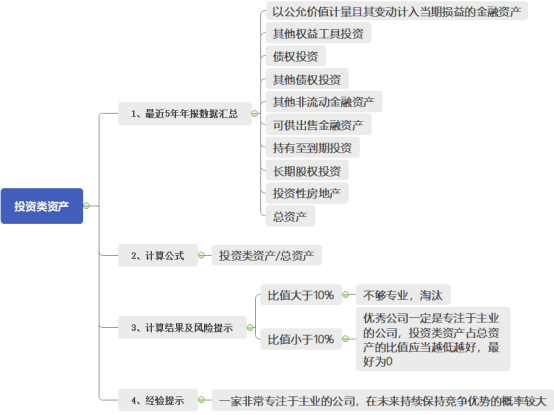 投资类资产
1、最近5年年报数据汇总
以公允价值计量且其变动计入当期损益的金融资产
其他权益工具投资
债权投资
其他债权投资
其他非流动金融资产
可供出售金融资产
持有至到期投资
长期股权投资
投资性房地产
总资产
2、计算公式
投资类资产/总资产
3、计算结果及风险提示
比值大于10%
不够专业，淘汰
比值小于10%
优秀公司一定是专注于主业
的公司，投资类资产占总资
产的比值应当越低越好，最
好为0
4、经验提示
一家非常专注于主业的公司，在未来持续保持竞争优势的概率较大